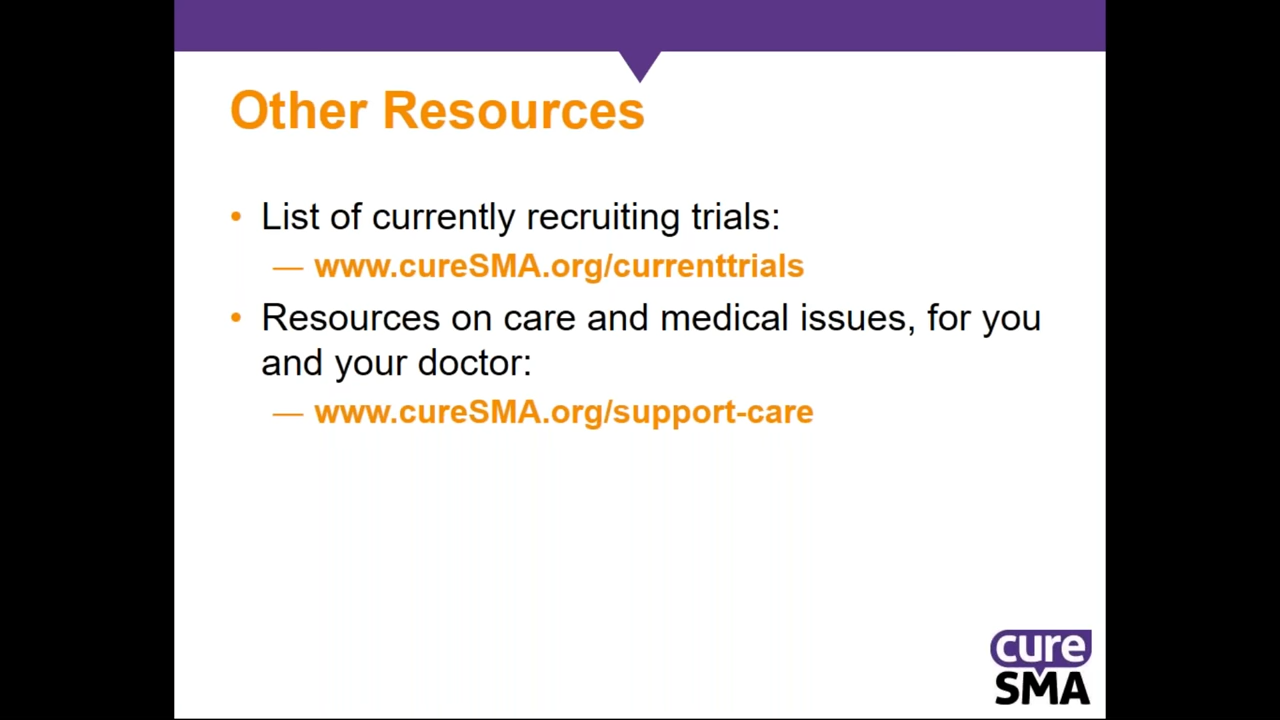 Other Resources
• List of currently recruiting trials:
— www.cureSMA.org/currenttrials
• Resources on care and medical issues, for you
and your doctor:
— www.cureSMA.org/support-care
cure
SMA